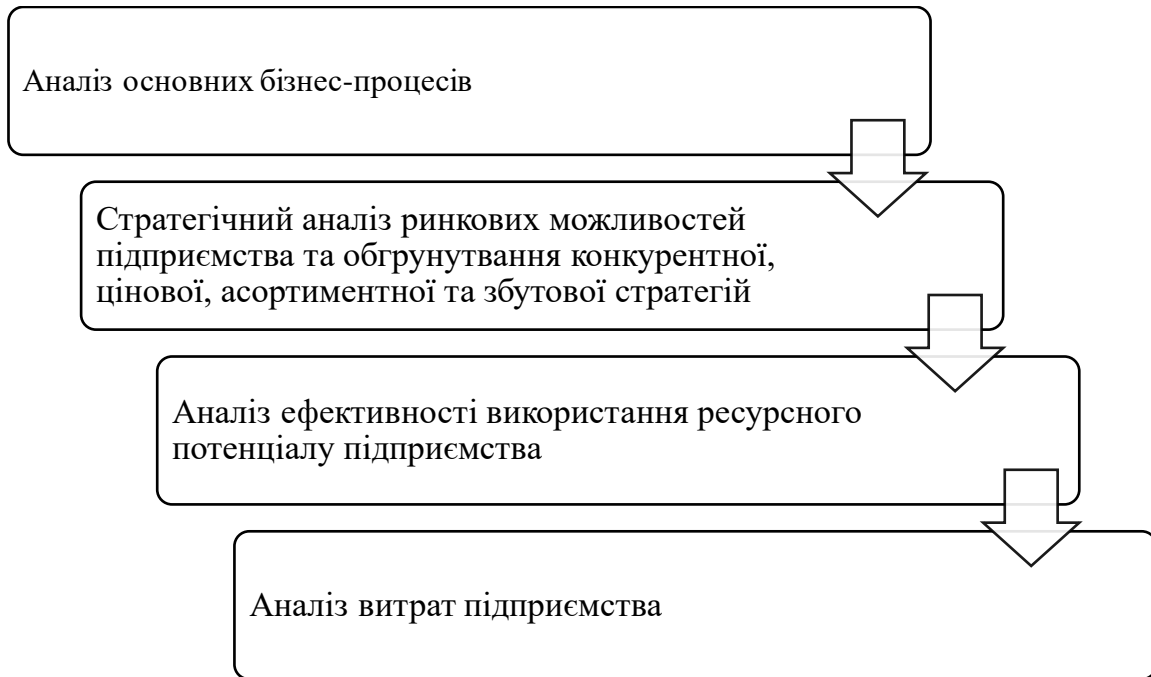 Аналіз основних бізнес-процесів
Стратегічний аналіз ринкових можливостей
підприємства та обгрунутвання конкурентної,
цінової, асортиментної та збутової стратегій
Аналіз ефективності використання ресурсного
потенціалу підприємства
Аналіз витрат підприємства